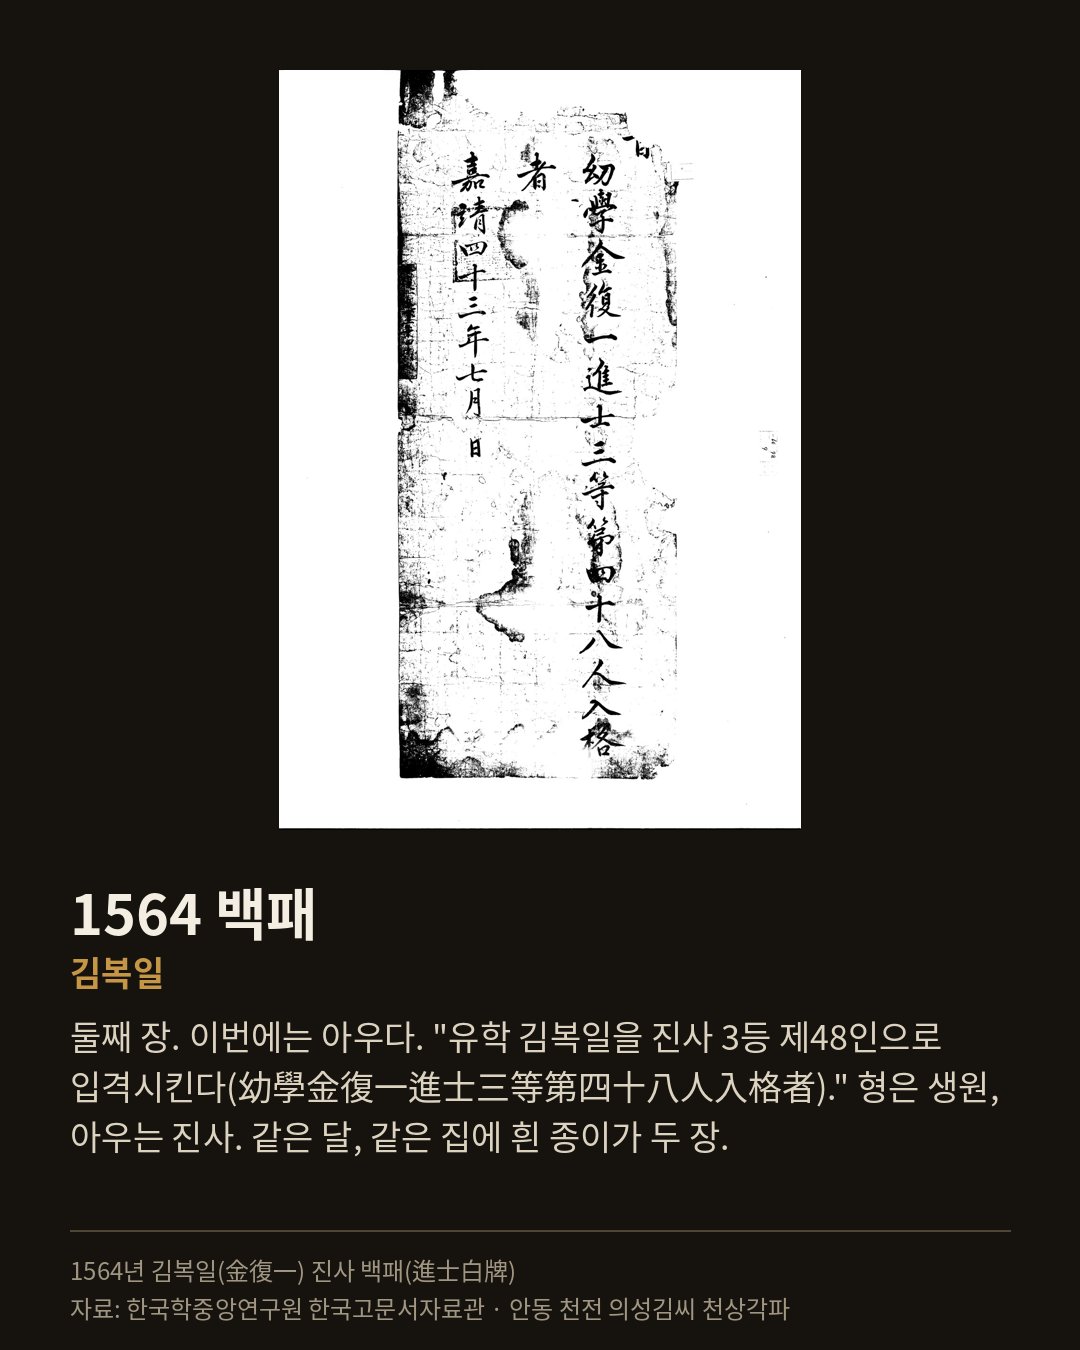 幼學金復一進士三等第四十八人入格
者
嘉靖四十三年七月 日
1564 백패
김복일
둘째 장. 이번에는 아우다. "유학 김복일을 진사 3등 제48인으로
입격시킨다(幼學金復一進士三等第四十八人入格者)." 형은 생원,
아우는 진사. 같은 달, 같은 집에 흰 종이가 두 장.
1564년 김복일(金復一) 진사 백패(進士白牌)
자료: 한국학중앙연구원 한국고문서자료관 · 안동 천전 의성김씨 천상각파